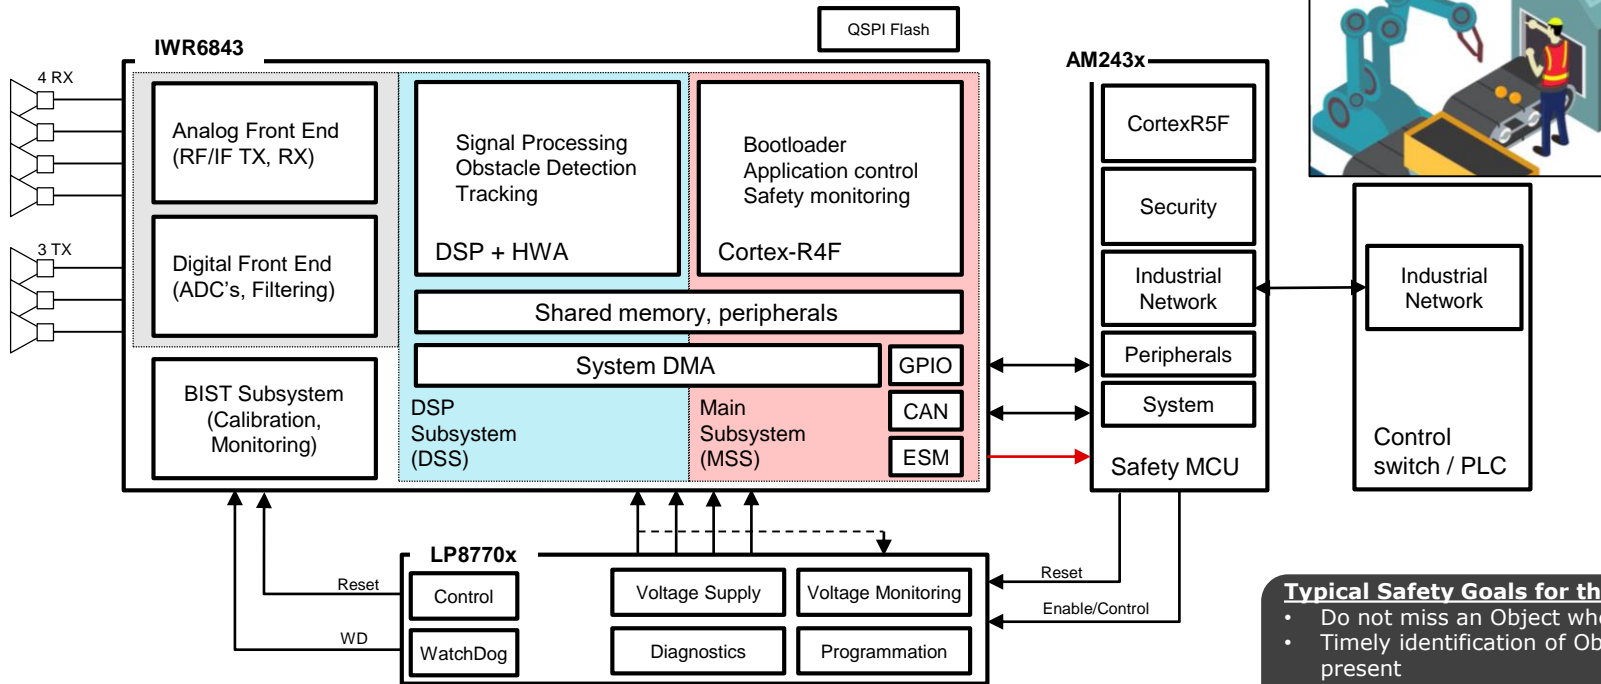 QSPI Flash
IWR6843
4 RX
3 TX
Analog Front End
(RF/IF TX, RX)
Digital Front End
(ADC's, Filtering)
BIST Subsystem
(Calibration,
Monitoring)
Signal Processing
Obstacle Detection
Tracking
DSP + HWA
Bootloader
Application control
Safety monitoring
Cortex-R4F
Shared memory, peripherals
System DMA
GPIO
CAN
ESM
DSP
Subsystem
(DSS)
Main
Subsystem
(MSS)
AM243x
CortexR5F
Security
Industrial
Network
Peripherals
System
Safety MCU
Industrial
Network
Control
switch / PLC
LP8770x
Reset
WD
Control
WatchDog
Voltage Supply
Voltage Monitoring
Diagnostics
Programmation
Reset
Enable/Control
Typical Safety Goals for th
• Do not miss an Object whe
• Timely identification of Ob
present